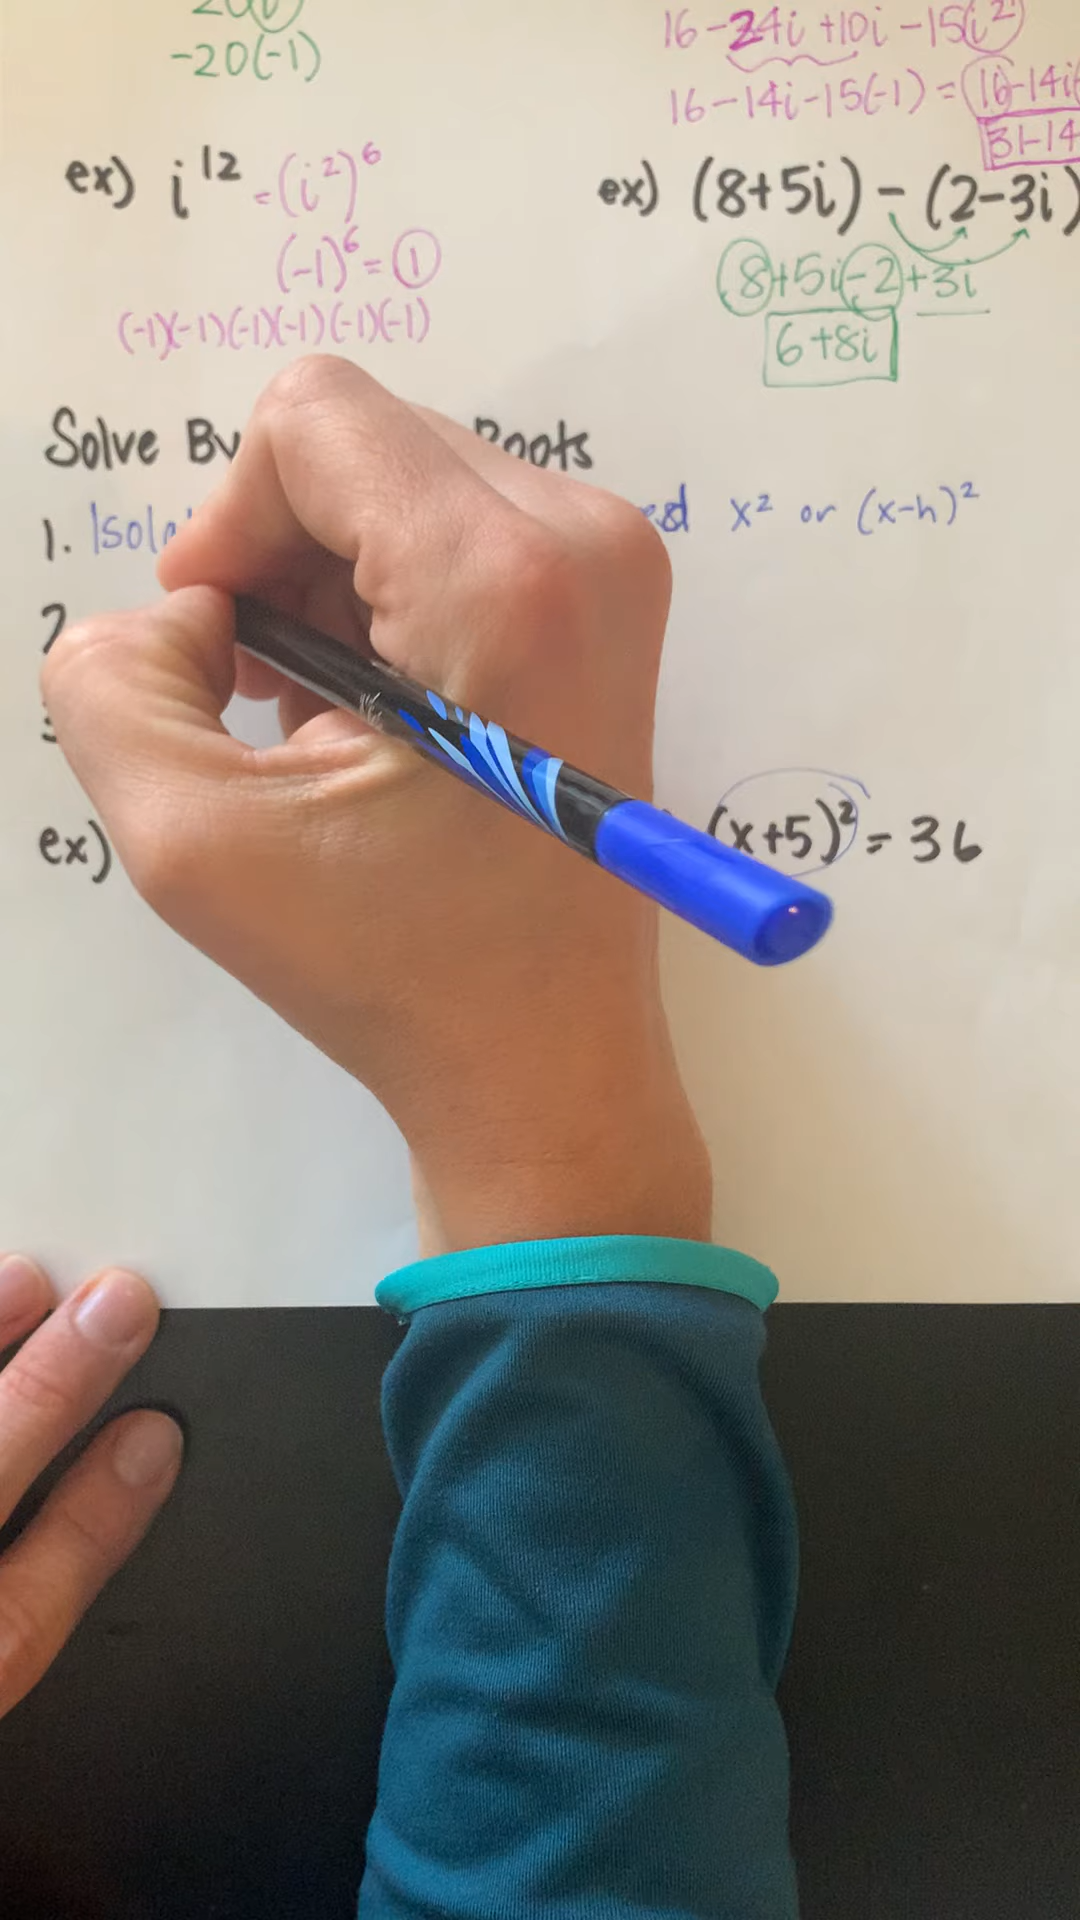 -20(-1)
16-24i+10i-15(i²)
16-14i-15(-1) = 16-14i
31-14
ex) i¹² = (i²)⁶
(-1)⁶ = 1
(-1)(-1)(-1)(-1)(-1)(-1)
ex) (8+5i) - (2-3i)
8+5i-2+3i
6+8i
Solve By Roots
1. x² or (x-h)²
2
ex)
(x+5)² = 36